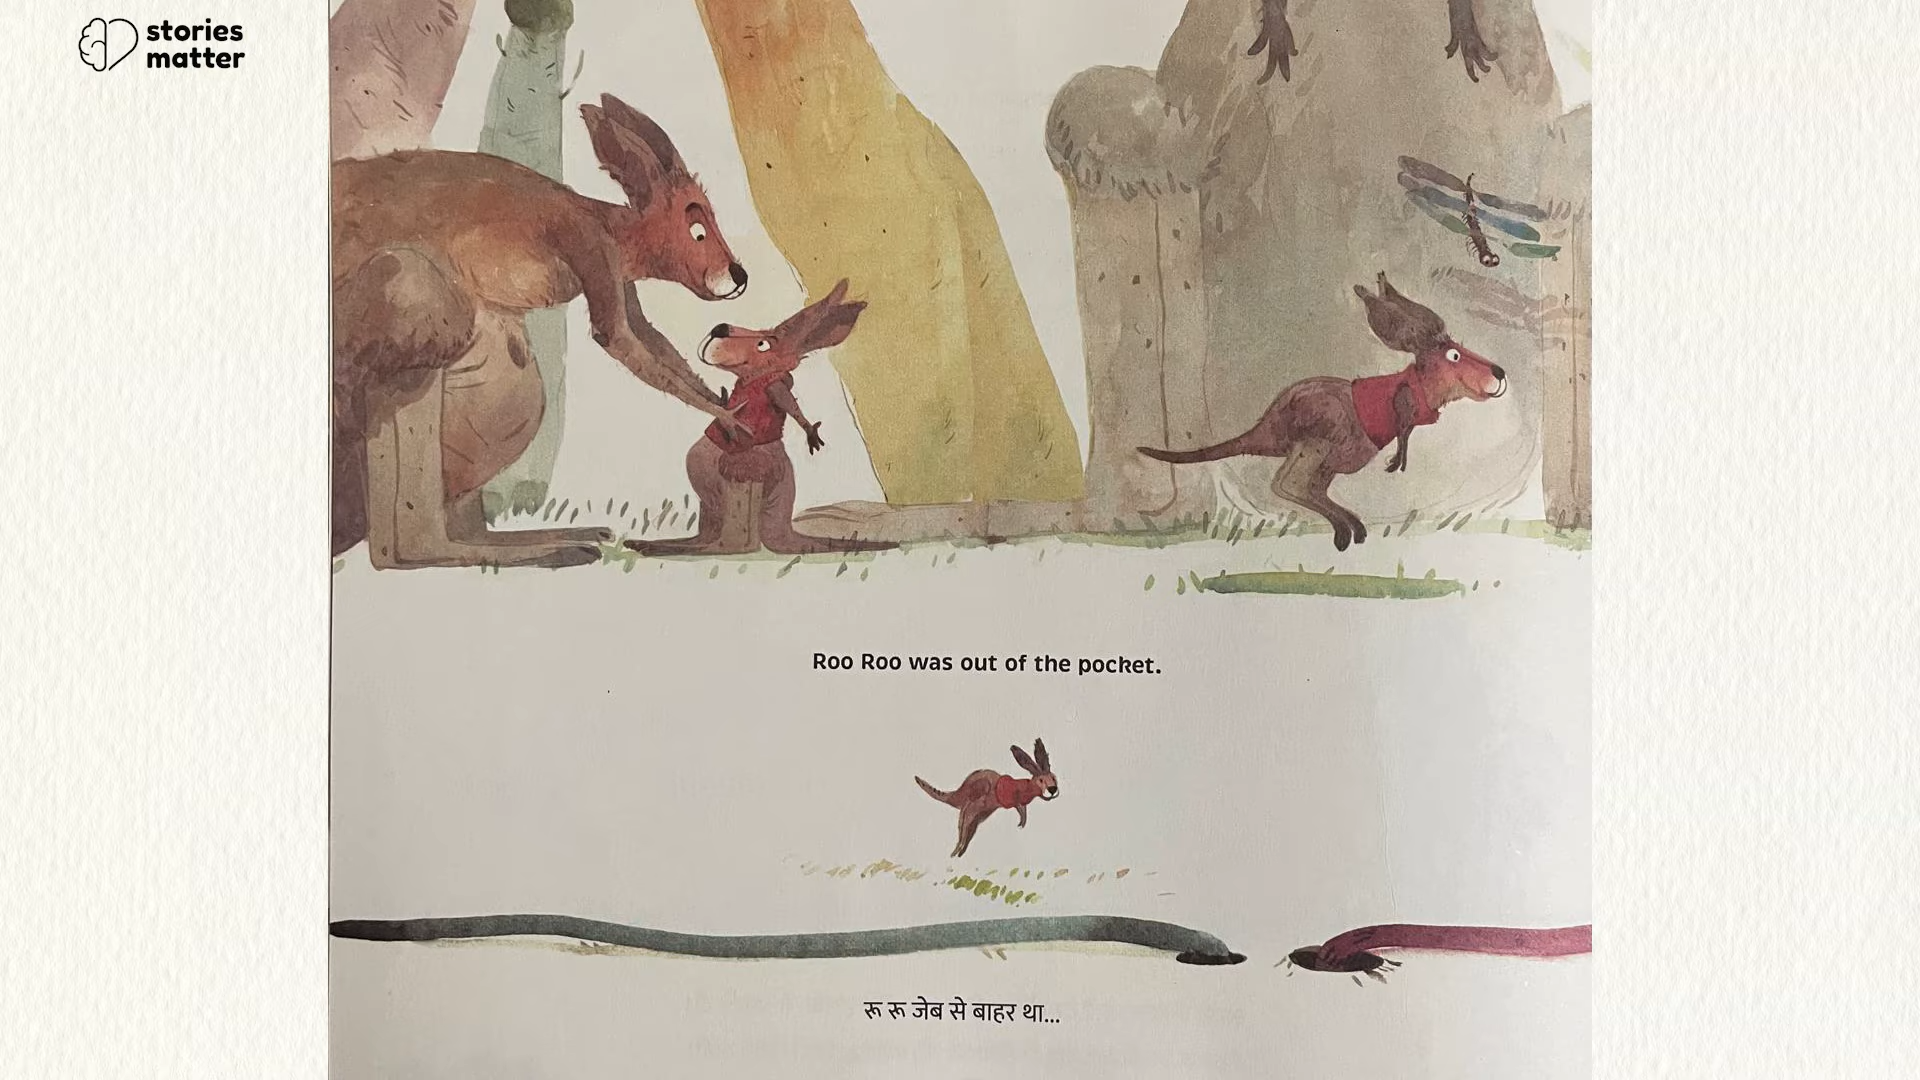 stories
matter
Roo Roo was out of the pocket.
रू रू जेब से बाहर था...